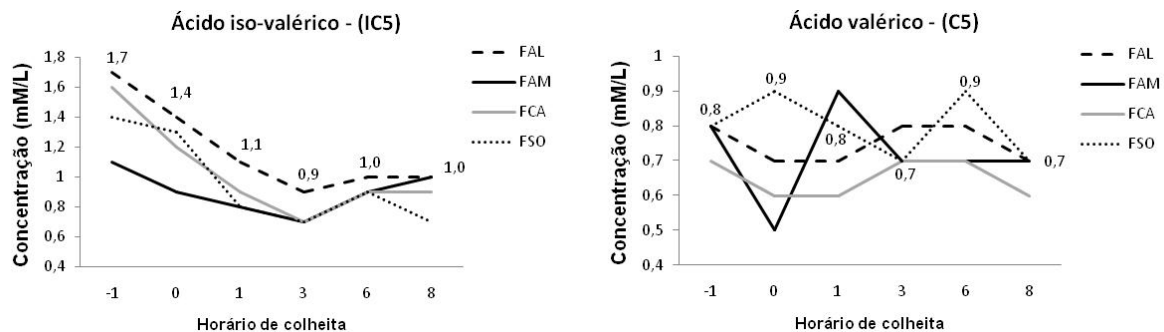 Ácido iso-valérico - (IC5)
Concentração (mM/L)
1,8
1,6
1,4
1,2
1
0,8
0,6
0,4
1,7
1,4
1,1
0,9
1,0
1,0
-1 0 1 3 6 8
Horário de colheita
FAL
FAM
FCA
FSO
Ácido valérico - (C5)
Concentração (mM/L)
1
0,9
0,8
0,7
0,6
0,5
0,4
0,8
0,9
0,8
0,7
0,9
0,7
-1 0 1 3 6 8
Horário de colheita
FAL
FAM
FCA
FSO